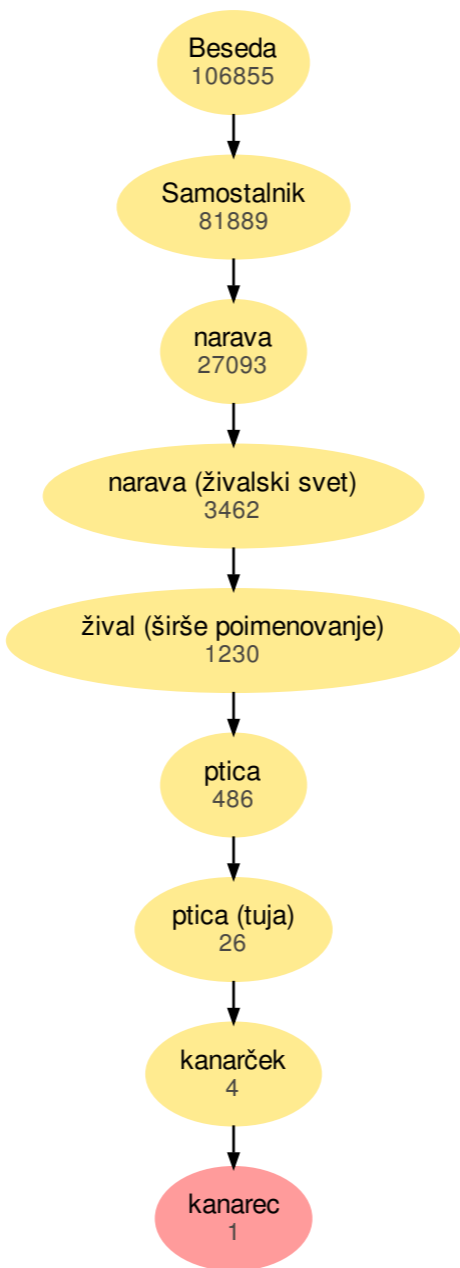 Beseda
106855
Samostalnik
81889
narava
27093
narava (živalski svet)
3462
žival (širše poimenovanje)
1230
ptica
486
ptica (tuja)
26
kanarček
4
kanarec
1